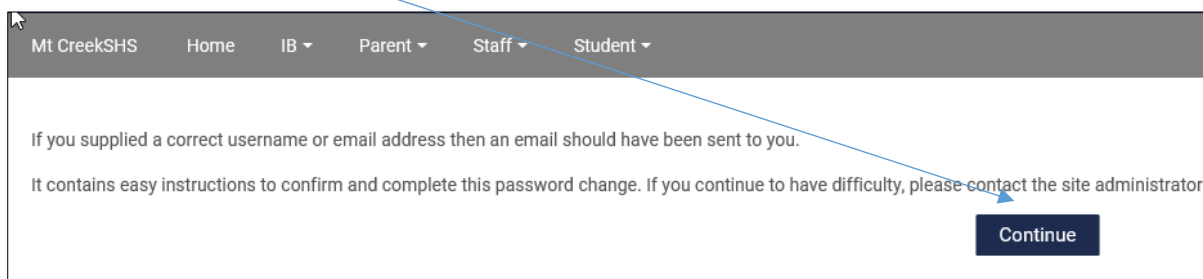 Mt CreekSHS Home IB Parent Staff Student
If you supplied a correct username or email address then an email should have been sent to you.
It contains easy instructions to confirm and complete this password change. If you continue to have difficulty, please contact the site administrator
Continue